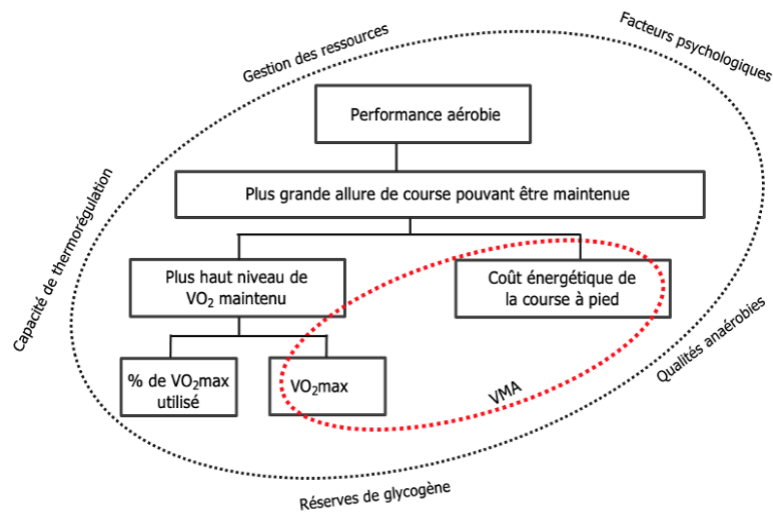 Facteurs psychologiques
Gestion des ressources
Performance aérobie
Plus grande allure de course pouvant être maintenue
Capacité de thermorégulation
Plus haut niveau de
VO₂ maintenu
Coût énergétique de
la course à pied
Qualités anaérobies
% de VO₂max
utilisé
VO₂max
VMA
Réserves de glycogène